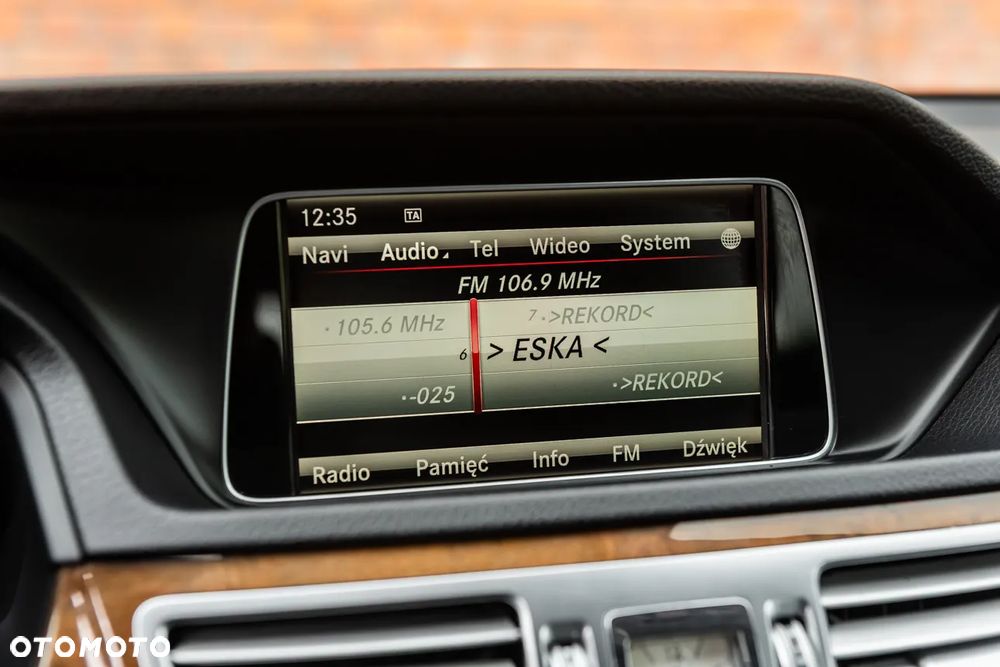 12:35 TA
Navi Audio Tel Wideo System
FM 106.9 MHz
·105.6 MHz 7 ·>REKORD<
6 > ESKA <
·-025 ·>REKORD<
Radio Pamięć Info FM Dźwięk
OTOMOTO